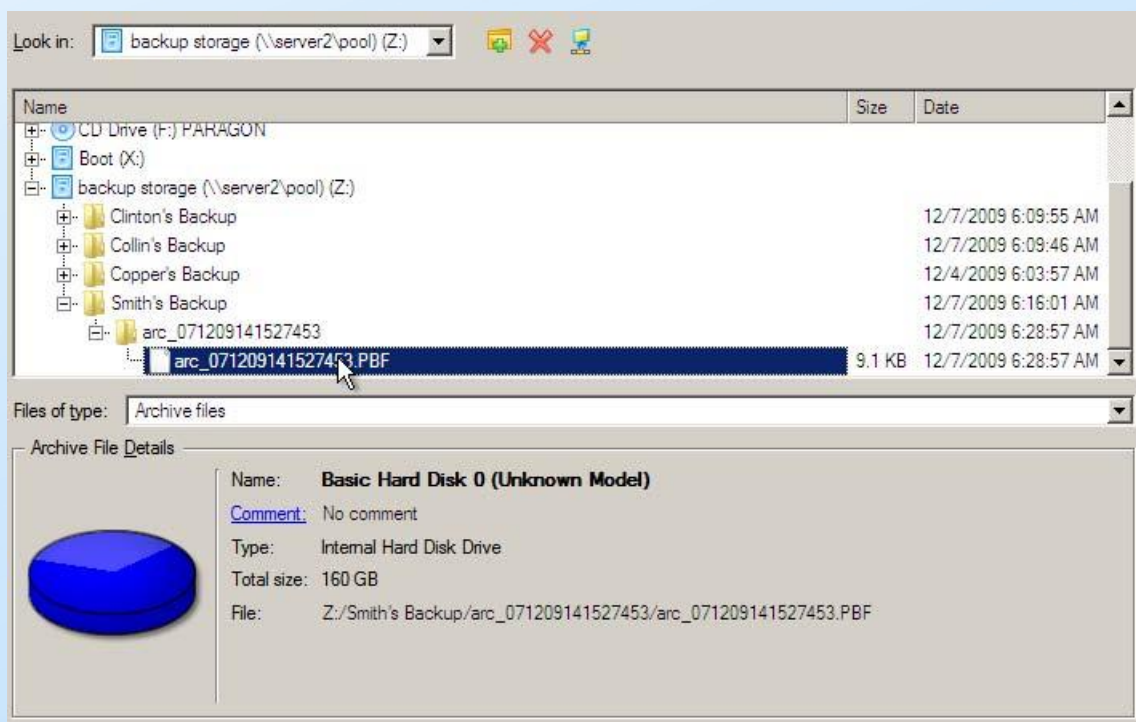 Look in: backup storage (\\server2\pool) (Z:)
Name Size Date
CD Drive (F:) PARAGON
Boot (X:)
backup storage (\\server2\pool) (Z:)
Clinton's Backup 12/7/2009 6:09:55 AM
Collin's Backup 12/7/2009 6:09:46 AM
Copper's Backup 12/4/2009 6:03:57 AM
Smith's Backup 12/7/2009 6:16:01 AM
arc_071209141527453 12/7/2009 6:28:57 AM
arc_071209141527453.PBF 9.1 KB 12/7/2009 6:28:57 AM
Files of type: Archive files
Archive File Details
Name: Basic Hard Disk 0 (Unknown Model)
Comment: No comment
Type: Internal Hard Disk Drive
Total size: 160 GB
File: Z:/Smith's Backup/arc_071209141527453/arc_071209141527453.PBF